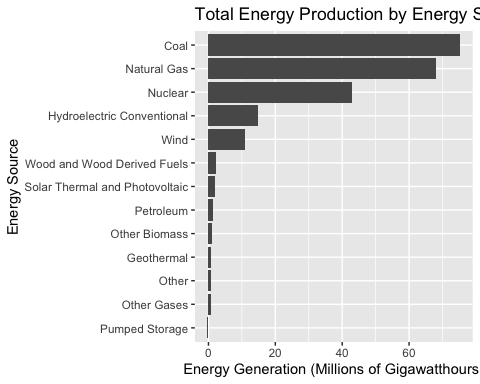 Total Energy Production by Energy S
Coal
Natural Gas
Nuclear
Hydroelectric Conventional
Wind
Wood and Wood Derived Fuels
Solar Thermal and Photovoltaic
Petroleum
Other Biomass
Geothermal
Other
Other Gases
Pumped Storage
Energy Source
0 20 40 60
Energy Generation (Millions of Gigawatthours